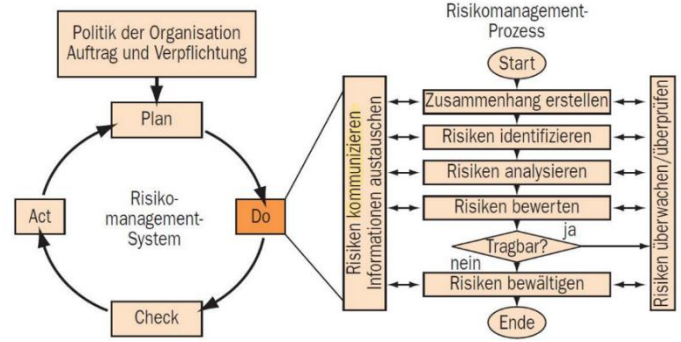 Politik der Organisation
Auftrag und Verpflichtung
Plan
Act
Risiko-
management-
System
Do
Check
Risikomanagement-
Prozess
Start
Risiken kommunizieren
Informationen austauschen
Zusammenhang erstellen
Risiken identifizieren
Risiken analysieren
Risiken bewerten
Tragbar?
ja
nein
Risiken bewältigen
Ende
Risiken überwachen/überprüfen